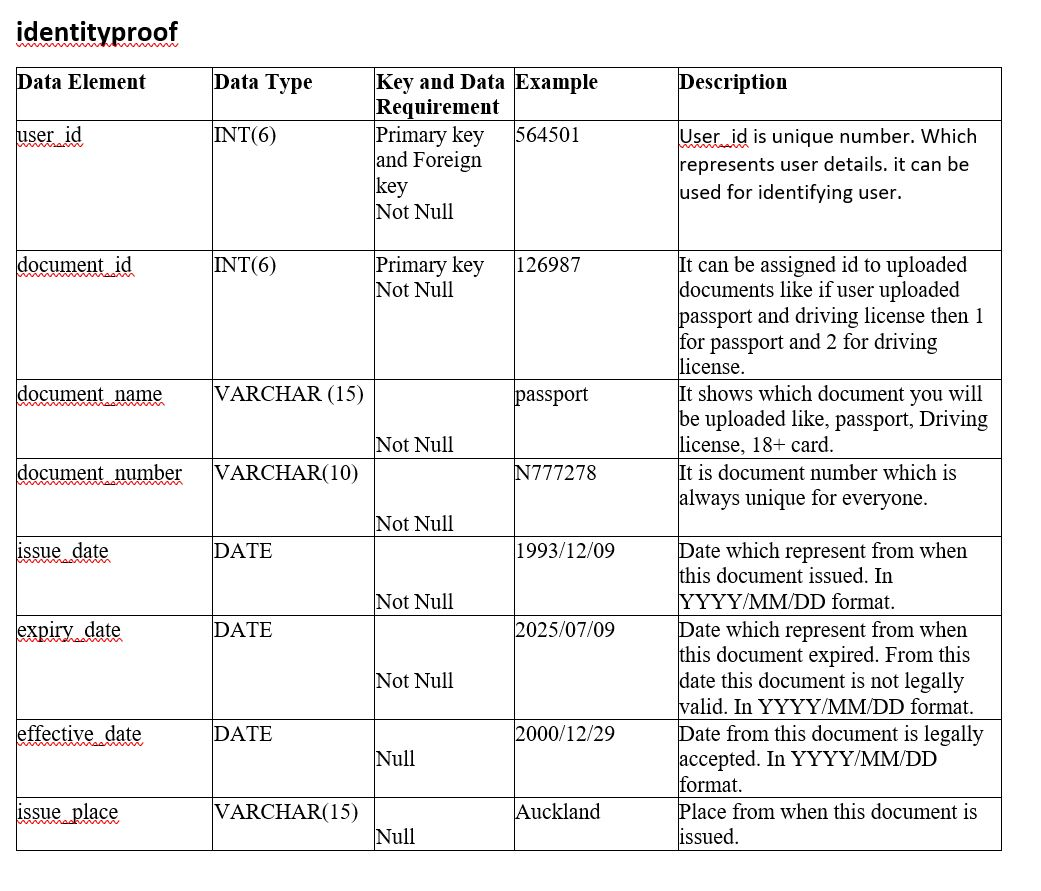 identityproof
Data Element Data Type Key and Data Example Description
Requirement
user_id INT(6) Primary key 564501 User_id is unique number. Which
and Foreign represents user details. it can be
key used for identifying user.
Not Null
document_id INT(6) Primary key 126987 It can be assigned id to uploaded
Not Null documents like if user uploaded
passport and driving license then 1
for passport and 2 for driving
license.
document_name VARCHAR (15) passport It shows which document you will
be uploaded like, passport, Driving
Not Null license, 18+ card.
document_number VARCHAR(10) N777278 It is document number which is
always unique for everyone.
Not Null
issue_date DATE 1993/12/09 Date which represent from when
this document issued. In
Not Null YYYY/MM/DD format.
expiry_date DATE 2025/07/09 Date which represent from when
this document expired. From this
Not Null date this document is not legally
valid. In YYYY/MM/DD format.
effective_date DATE 2000/12/29 Date from this document is legally
Null accepted. In YYYY/MM/DD
format.
issue_place VARCHAR(15) Auckland Place from when this document is
Null issued.